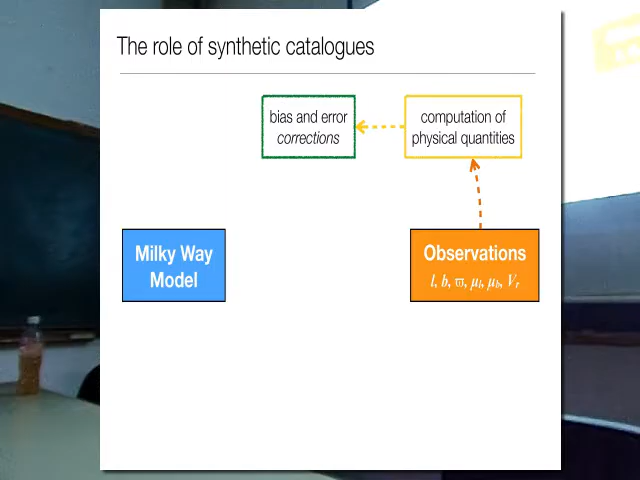 The role of synthetic catalogues
bias and error
corrections
computation of
physical quantities
Milky Way
Model
Observations
l, b, ϖ, μl, μb, Vr